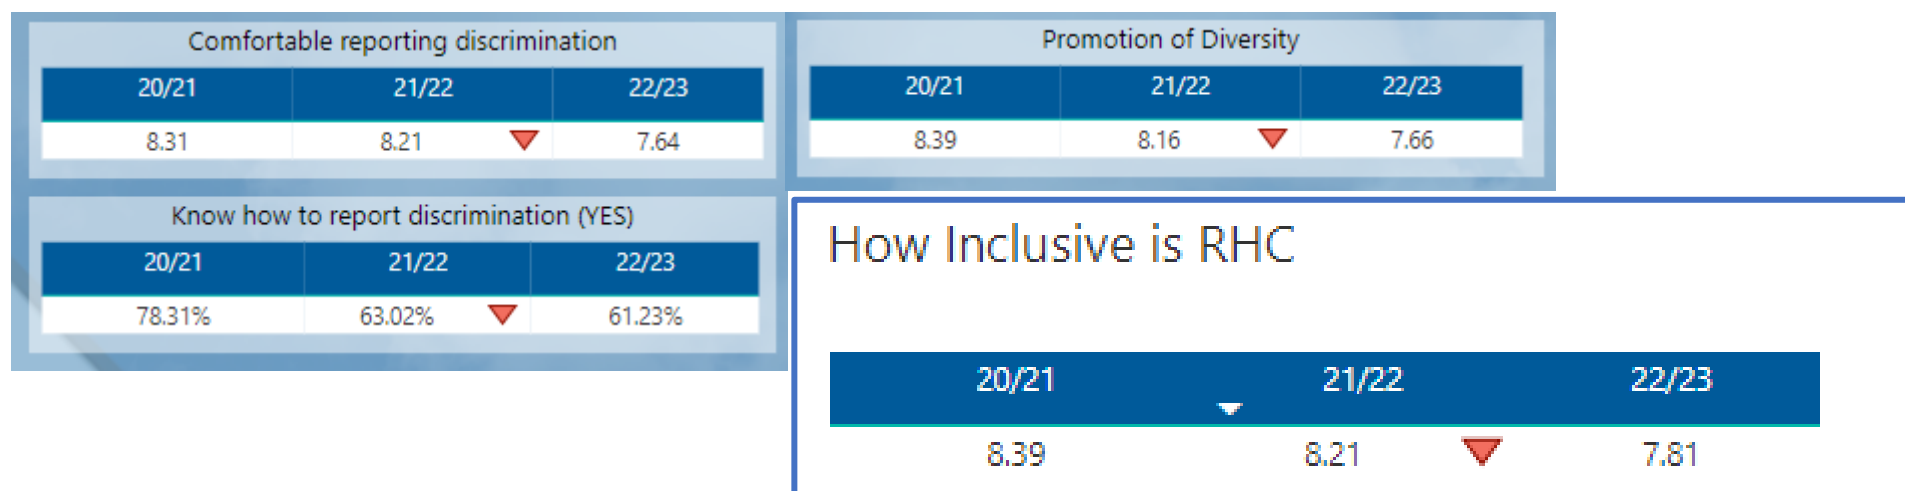 Comfortable reporting discrimination
20/21 21/22 22/23
8.31 8.21 7.64
Promotion of Diversity
20/21 21/22 22/23
8.39 8.16 7.66
Know how to report discrimination (YES)
20/21 21/22 22/23
78.31% 63.02% 61.23%
How Inclusive is RHC
20/21 21/22 22/23
8.39 8.21 7.81